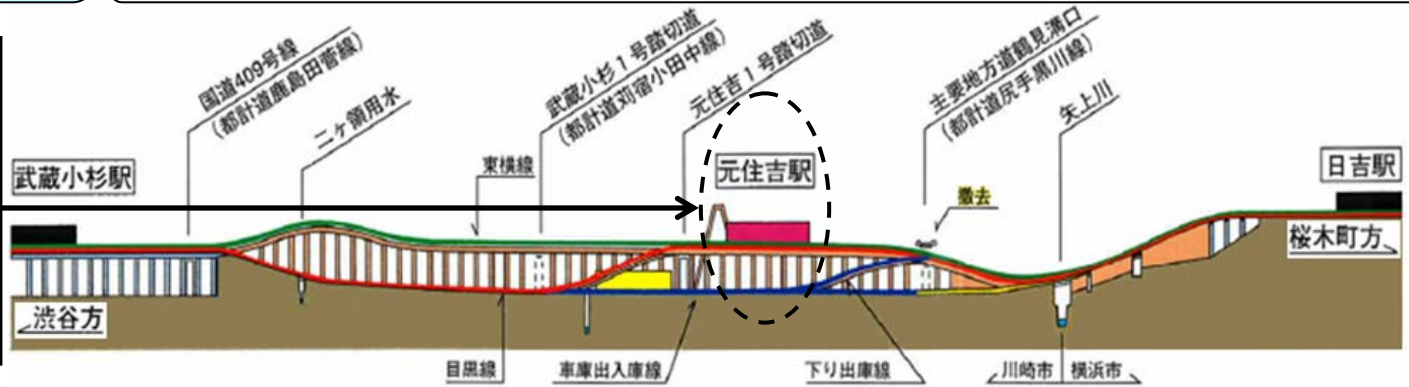 国道409号線
(都計道鹿島田菅線)
二ヶ領用水
武蔵小杉1号踏切道
(都計道苅宿小田中線)
元住吉1号踏切道
主要地方道鶴見溝口
(都計道尻手黒川線)
矢上川
武蔵小杉駅
東横線
元住吉駅
撤去
日吉駅
桜木町方
渋谷方
目黒線
車庫出入庫線
下り出庫線
川崎市
横浜市